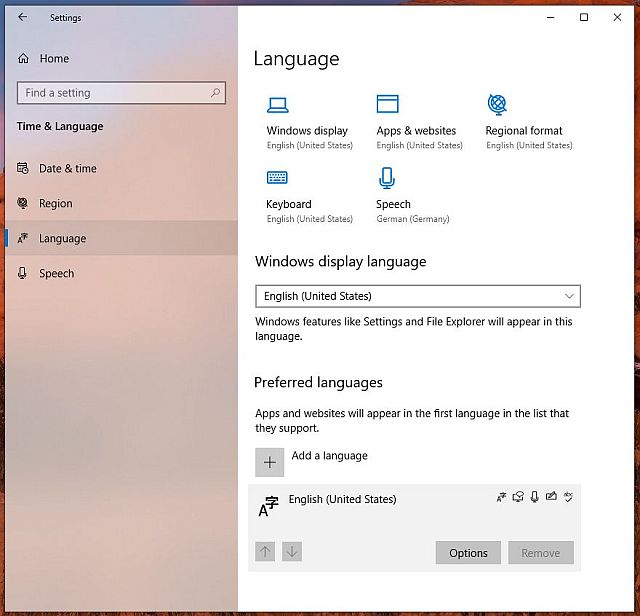 Settings
Home
Find a setting
Time & Language
Date & time
Region
Language
Speech
Language
Windows display
English (United States)
Apps & websites
English (United States)
Regional format
English (United States)
Keyboard
English (United States)
Speech
German (Germany)
Windows display language
English (United States)
Windows features like Settings and File Explorer will appear in this
language.
Preferred languages
Apps and websites will appear in the first language in the list that
they support.
Add a language
A字
English (United States)
Options
Remove